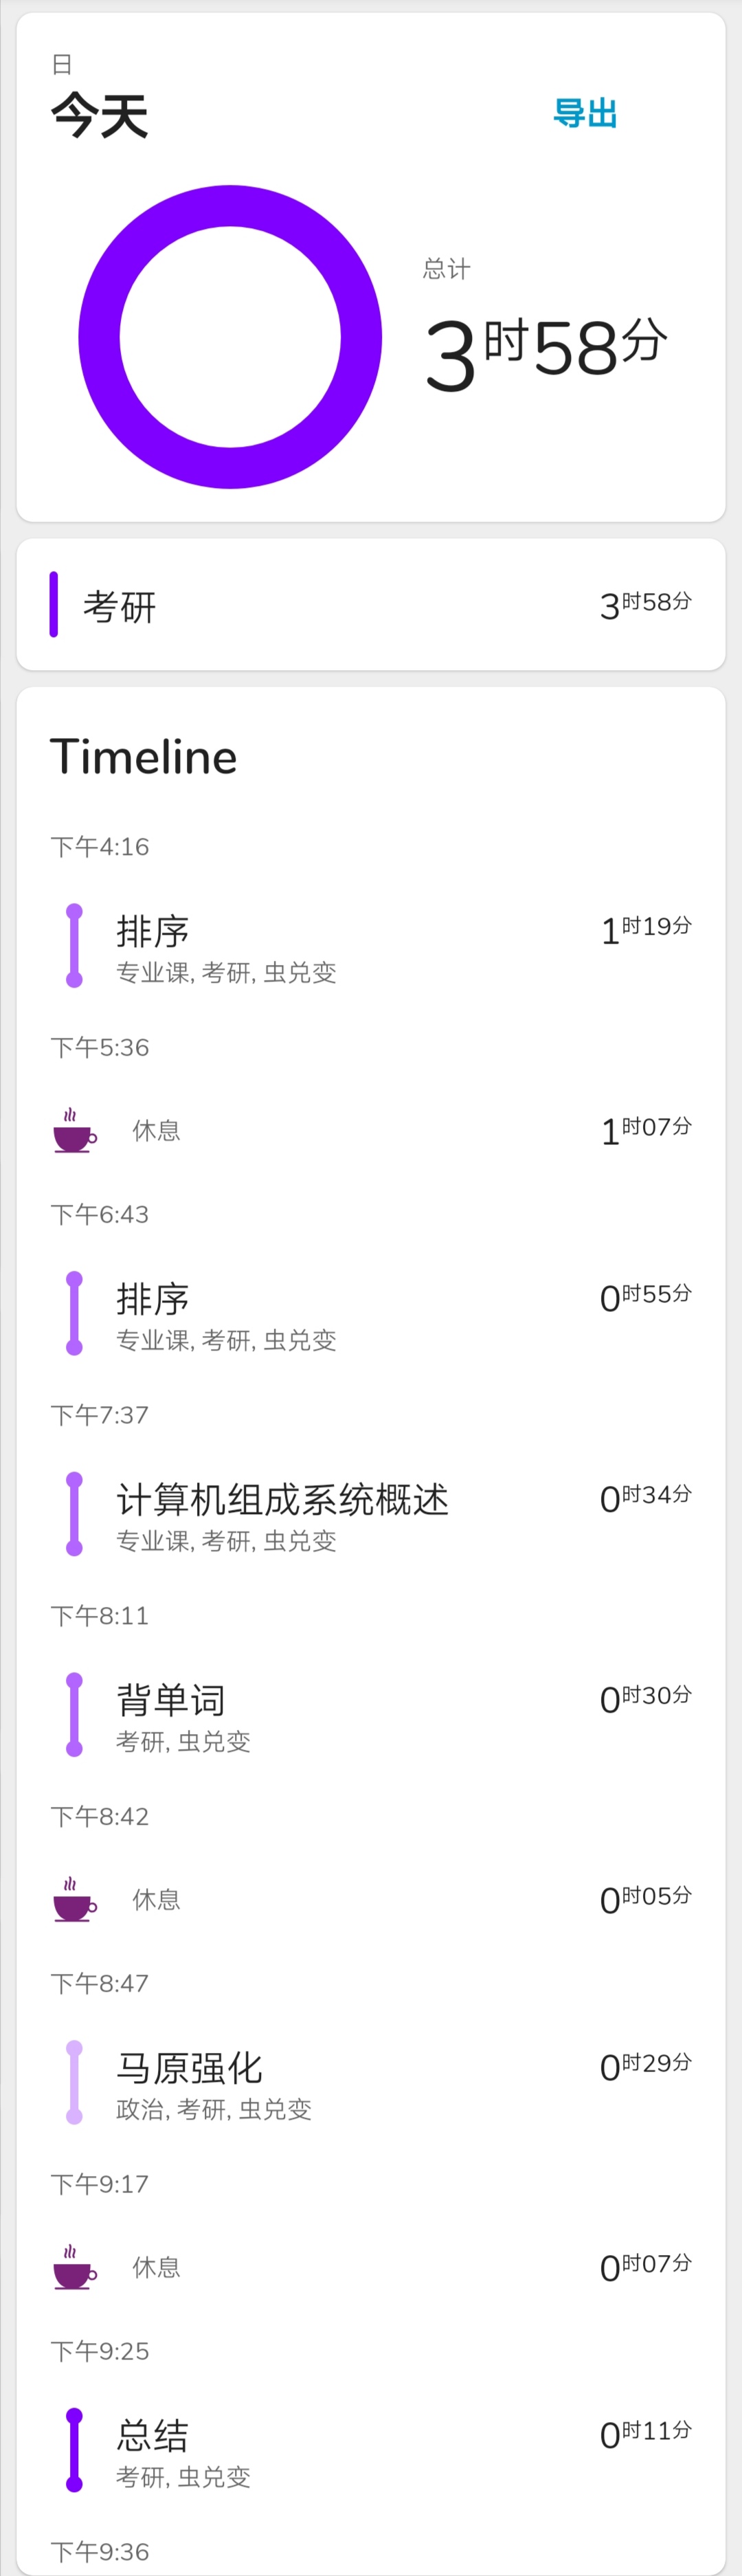 日
今天
导出
总计
3时58分
考研 3时58分
Timeline
下午4:16
排序 1时19分
专业课, 考研, 虫兑变
下午5:36
休息 1时07分
下午6:43
排序 0时55分
专业课, 考研, 虫兑变
下午7:37
计算机组成系统概述 0时34分
专业课, 考研, 虫兑变
下午8:11
背单词 0时30分
考研, 虫兑变
下午8:42
休息 0时05分
下午8:47
马原强化 0时29分
政治, 考研, 虫兑变
下午9:17
休息 0时07分
下午9:25
总结 0时11分
考研, 虫兑变
下午9:36